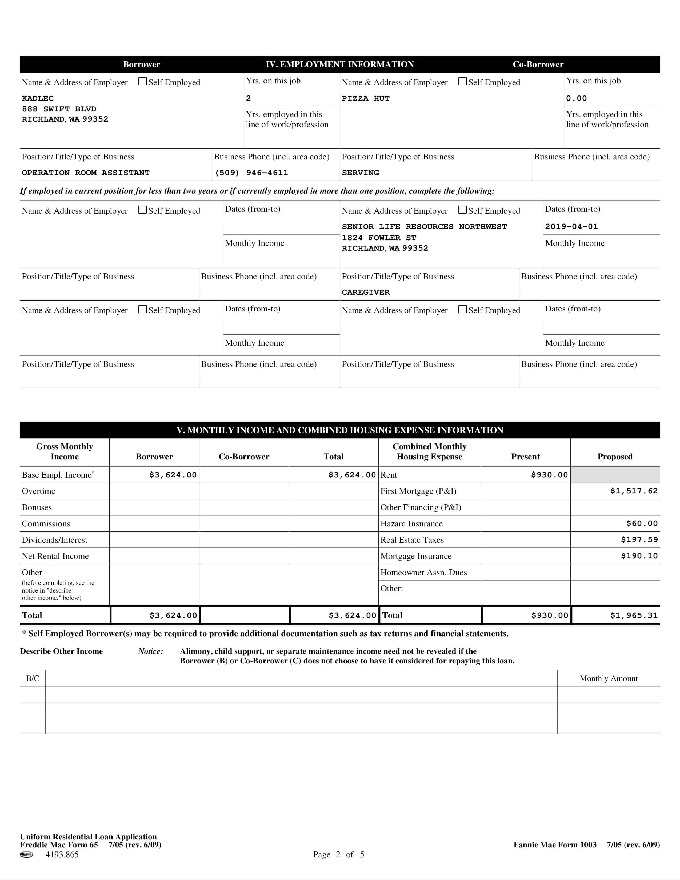 Borrower IV. EMPLOYMENT INFORMATION Co-Borrower
Name & Address of Employer Self Employed Yrs. on this job Name & Address of Employer Self Employed Yrs. on this job
KADLEC 2 PIZZA HUT 0.00
888 SWIFT BLVD
RICHLAND, WA 99352
Yrs. employed in this line of work/profession Yrs. employed in this line of work/profession
Position/Title/Type of Business Business Phone (incl. area code) Position/Title/Type of Business Business Phone (incl. area code)
OPERATION ROOM ASSISTANT (509) 946-4611 SERVING
If employed in current position for less than two years or if currently employed in more than one position, complete the following:
Name & Address of Employer Self Employed Dates (from-to) Name & Address of Employer Self Employed Dates (from-to)
SENIOR LIFE RESOURCES NORTHWEST 2019-04-01
1824 FOWLER ST
RICHLAND, WA 99352
Monthly Income Monthly Income
Position/Title/Type of Business Business Phone (incl. area code) Position/Title/Type of Business Business Phone (incl. area code)
CAREGIVER
Name & Address of Employer Self Employed Dates (from-to) Name & Address of Employer Self Employed Dates (from-to)
Monthly Income Monthly Income
Position/Title/Type of Business Business Phone (incl. area code) Position/Title/Type of Business Business Phone (incl. area code)
V. MONTHLY INCOME AND COMBINED HOUSING EXPENSE INFORMATION
Gross Monthly Income Borrower Co-Borrower Total Combined Monthly Housing Expense Present Proposed
Base Empl. Income* $3,624.00 $3,624.00 Rent $930.00
Overtime First Mortgage (P&I) $1,517.62
Bonuses Other Financing (P&I)
Commissions Hazard Insurance $60.00
Dividends/Interest Real Estate Taxes $197.59
Net Rental Income Mortgage Insurance $190.10
Other Homeowner Assn. Dues
(before completing, see the
notice in "describe
other income," below)
Other:
Total $3,624.00 $3,624.00 Total $930.00 $1,965.31
* Self Employed Borrower(s) may be required to provide additional documentation such as tax returns and financial statements.
Describe Other Income Notice: Alimony, child support, or separate maintenance income need not be revealed if the
Borrower (B) or Co-Borrower (C) does not choose to have it considered for repaying this loan.
B/C Monthly Amount
Uniform Residential Loan Application
Freddie Mac Form 65 7/05 (rev. 6/09) Fannie Mae Form 1003 7/05 (rev. 6/09)
4193.865 Page 2 of 5